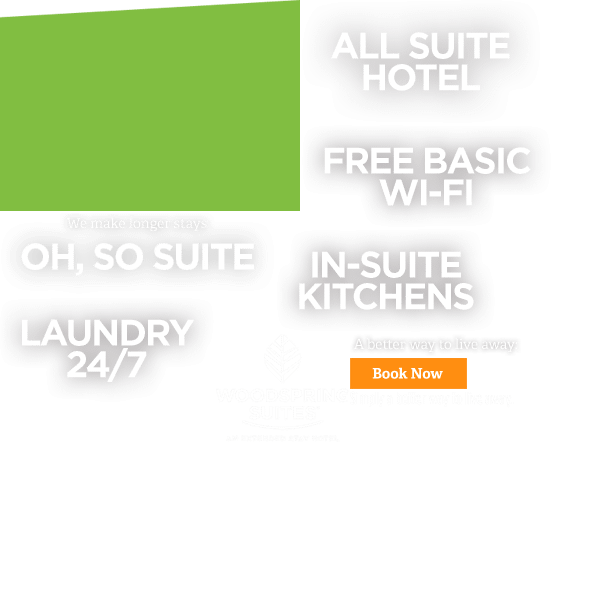 ALL SUITE
HOTEL
FREE BASIC
WI-FI
We make longer stays
OH, SO SUITE
IN-SUITE
KITCHENS
LAUNDRY
24/7
A better way to live away
Book Now
SUITES